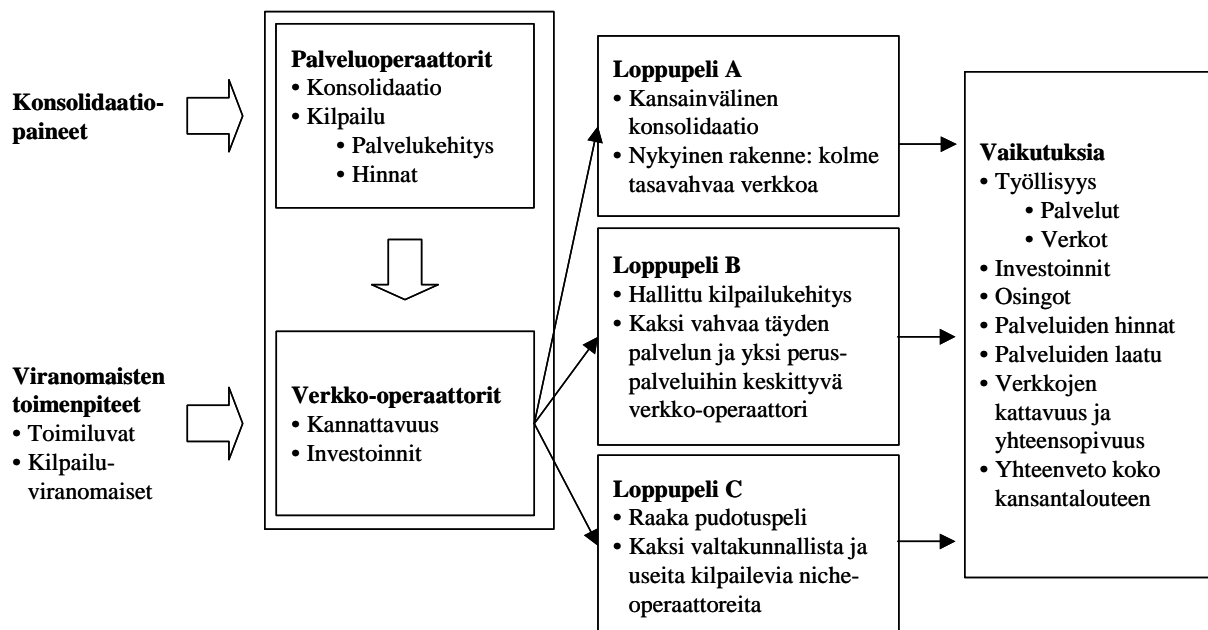 Konsolidaatio-
paineet
Viranomaisten
toimenpiteet
• Toimiluvat
• Kilpailu-
viranomaiset
Palveluoperaattorit
• Konsolidaatio
• Kilpailu
• Palvelukehitys
• Hinnat
Verkko-operaattorit
• Kannattavuus
• Investoinnit
Loppupeli A
• Kansainvälinen
konsolidaatio
• Nykyinen rakenne: kolme
tasavahvaa verkkoa
Loppupeli B
• Hallittu kilpailukehitys
• Kaksi vahvaa täyden
palvelun ja yksi perus-
palveluihin keskittyvä
verkko-operaattori
Loppupeli C
• Raaka pudotuspeli
• Kaksi valtakunnallista ja
useita kilpailevia niche-
operaattoreita
Vaikutuksia
• Työllisyys
• Palvelut
• Verkot
• Investoinnit
• Osingot
• Palveluiden hinnat
• Palveluiden laatu
• Verkkojen
kattavuus ja
yhteensopivuus
• Yhteenveto koko
kansantalouteen